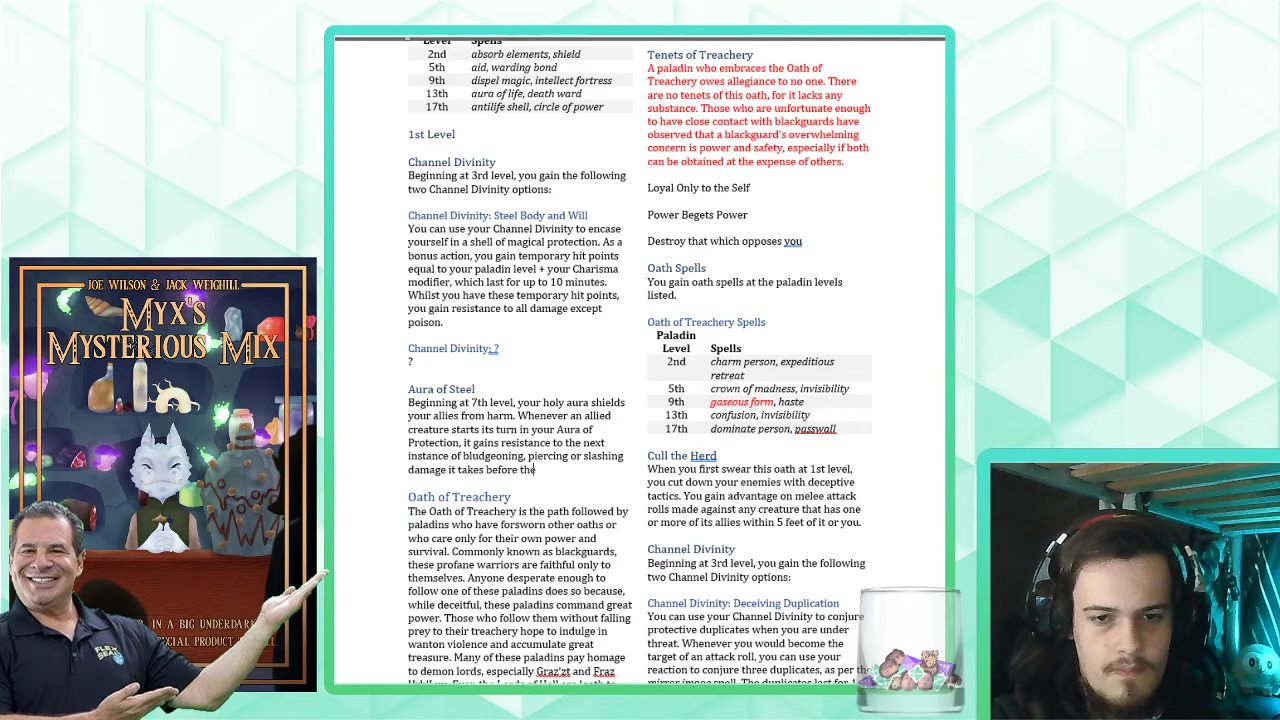 Level Spells
2nd absorb elements, shield
5th aid, warding bond
9th dispel magic, intellect fortress
13th aura of life, death ward
17th antilife shell, circle of power
1st Level
Channel Divinity
Beginning at 3rd level, you gain the following
two Channel Divinity options:
Channel Divinity: Steel Body and Will
You can use your Channel Divinity to encase
yourself in a shell of magical protection. As a
bonus action, you gain temporary hit points
equal to your paladin level + your Charisma
modifier, which last for up to 10 minutes.
Whilst you have these temporary hit points,
you gain resistance to all damage except
poison.
Channel Divinity: ?
?
Aura of Steel
Beginning at 7th level, your holy aura shields
your allies from harm. Whenever an allied
creature starts its turn in your Aura of
Protection, it gains resistance to the next
instance of bludgeoning, piercing or slashing
damage it takes before the
Oath of Treachery
The Oath of Treachery is the path followed by
paladins who have forsworn other oaths or
who care only for their own power and
survival. Commonly known as blackguards,
these profane warriors are faithful only to
themselves. Anyone desperate enough to
follow one of these paladins does so because,
while deceitful, these paladins command great
power. Those who follow them without falling
prey to their treachery hope to indulge in
wanton violence and accumulate great
treasure. Many of these paladins pay homage
to demon lords, especially Graz'zt and Fraz
Tenets of Treachery
A paladin who embraces the Oath of
Treachery owes allegiance to no one. There
are no tenets of this oath, for it lacks any
substance. Those who are unfortunate enough
to have close contact with blackguards have
observed that a blackguard's overwhelming
concern is power and safety, especially if both
can be obtained at the expense of others.
Loyal Only to the Self
Power Begets Power
Destroy that which opposes you
Oath Spells
You gain oath spells at the paladin levels
listed.
Oath of Treachery Spells
Paladin
Level Spells
2nd charm person, expeditious
retreat
5th crown of madness, invisibility
9th gaseous form, haste
13th confusion, invisibility
17th dominate person, passwall
Cull the Herd
When you first swear this oath at 1st level,
you cut down your enemies with deceptive
tactics. You gain advantage on melee attack
rolls made against any creature that has one
or more of its allies within 5 feet of it or you.
Channel Divinity
Beginning at 3rd level, you gain the following
two Channel Divinity options:
Channel Divinity: Deceiving Duplication
You can use your Channel Divinity to conjure
protective duplicates when you are under
threat. Whenever you would become the
target of an attack roll, you can use your
reaction to conjure three duplicates, as per the
mirror image spell. The duplicates last for 1
JOE WILSON & JACK WEIGHILL
MYX'S
MYSTERIOUS MIX
IN A BIG UNDERDARK
FLEX
SEAL